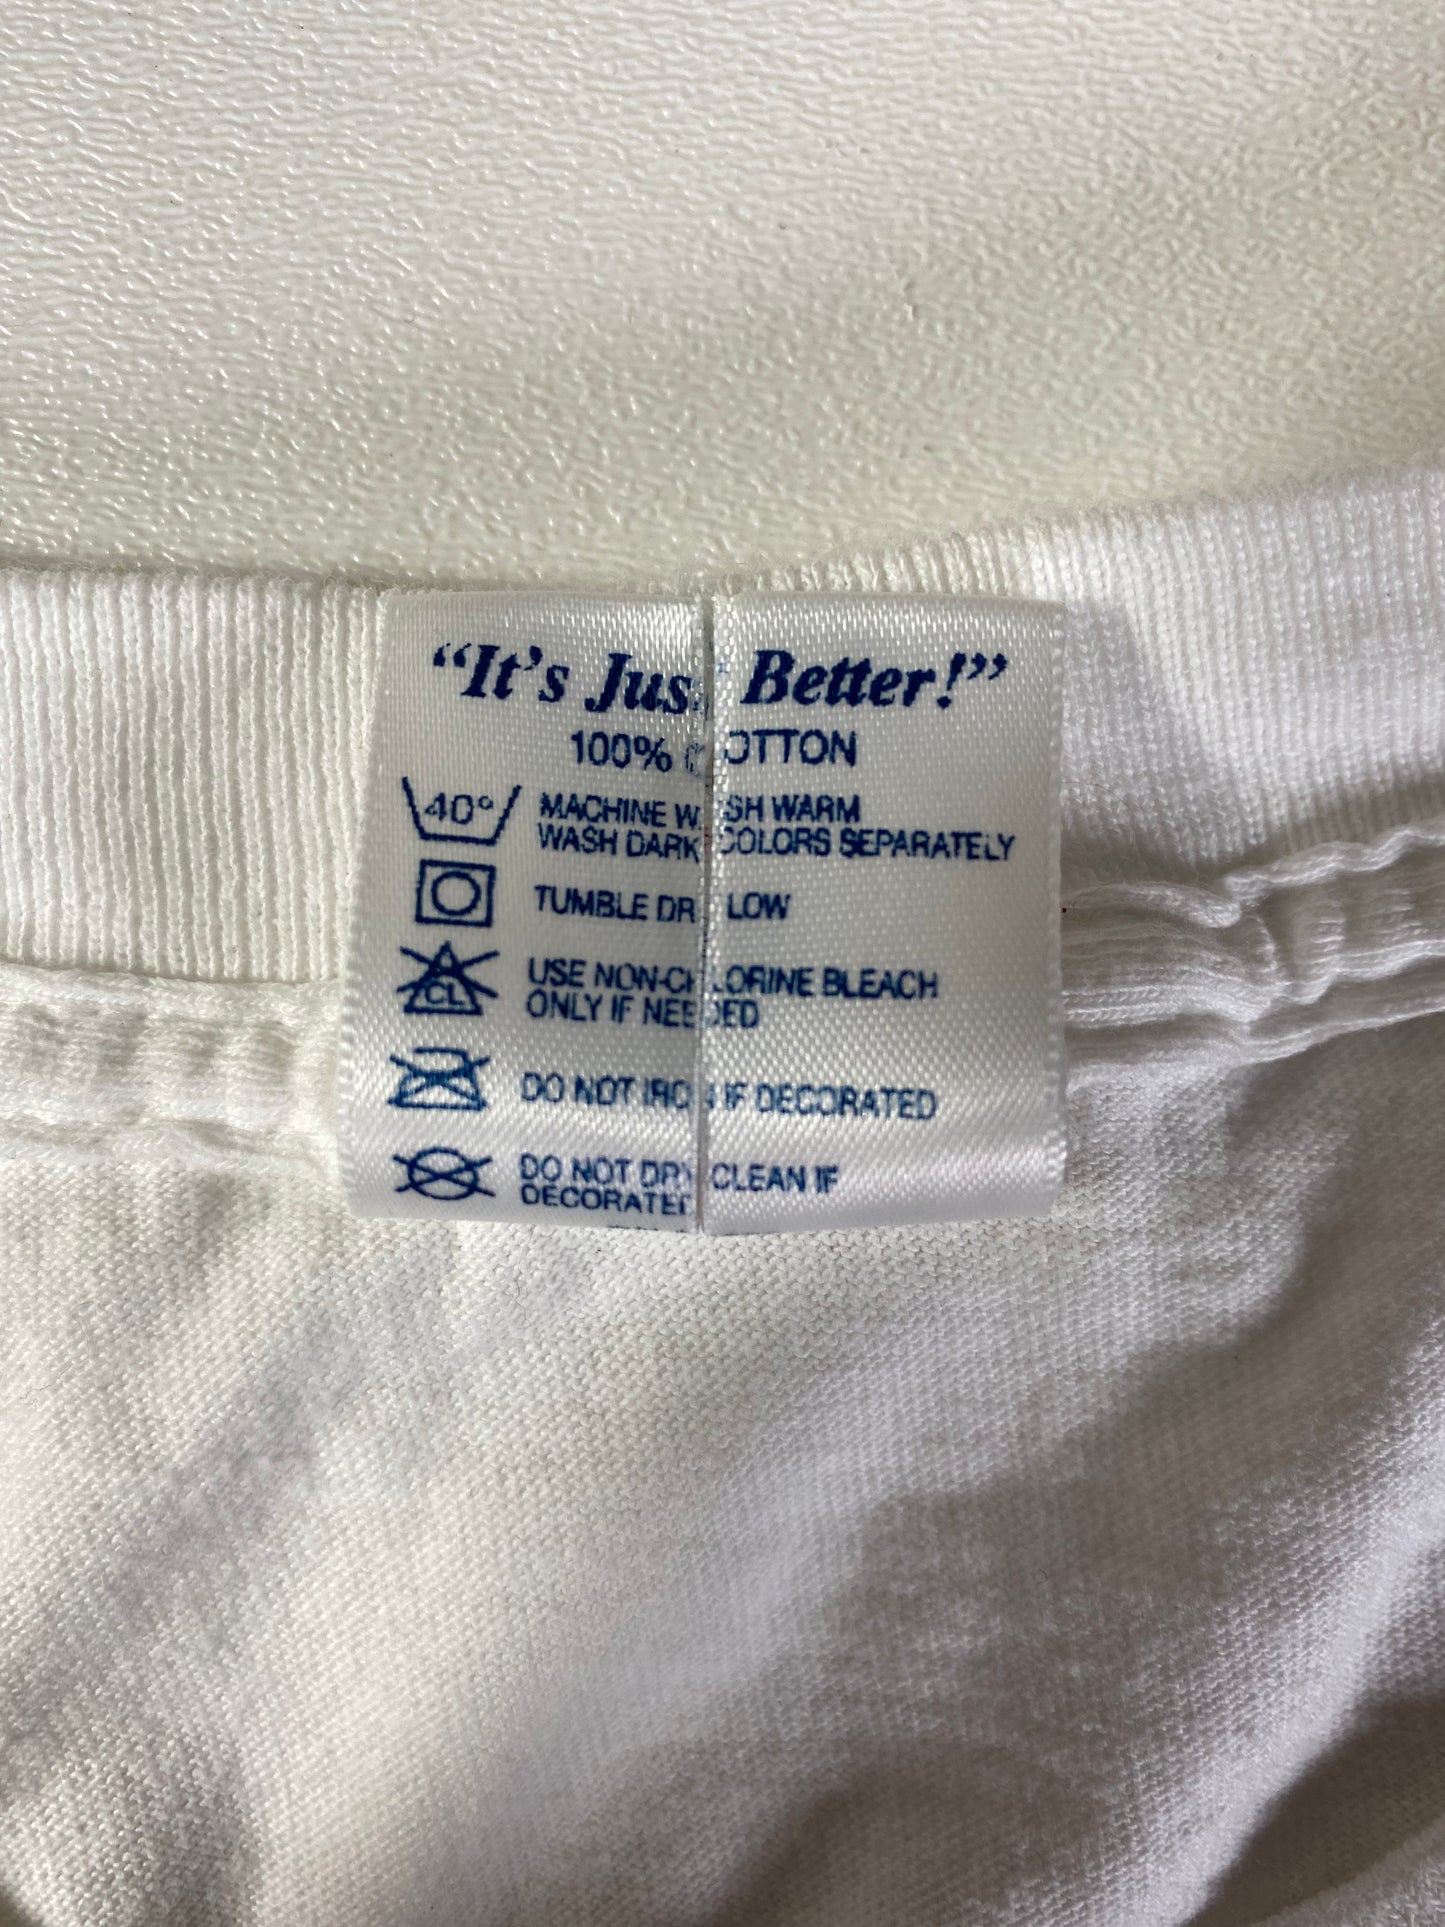 “It’s Just Better!”
100% COTTON
40° MACHINE WASH WARM
WASH DARK COLORS SEPARATELY
TUMBLE DRY LOW
CL USE NON-CHLORINE BLEACH
ONLY IF NEEDED
DO NOT IRON IF DECORATED
DO NOT DRY CLEAN IF
DECORATED